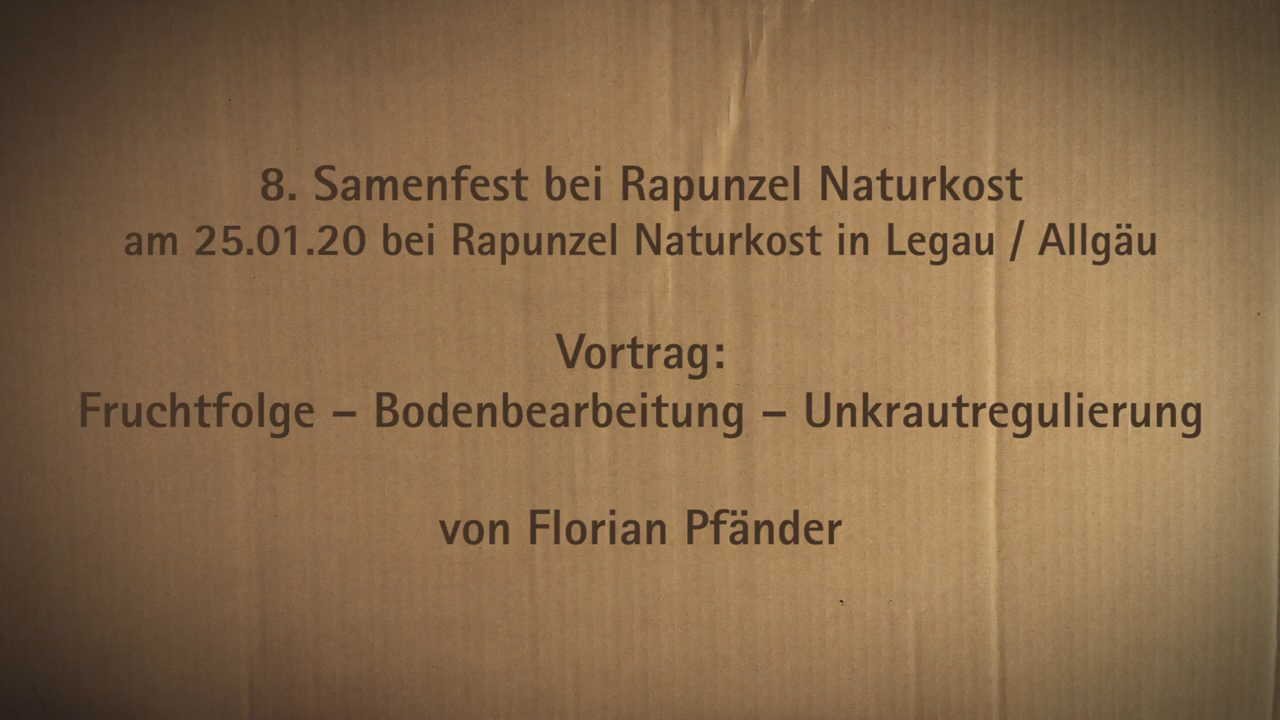 8. Samenfest bei Rapunzel Naturkost
am 25.01.20 bei Rapunzel Naturkost in Legau / Allgäu
Vortrag:
Fruchtfolge – Bodenbearbeitung – Unkrautregulierung
von Florian Pfänder